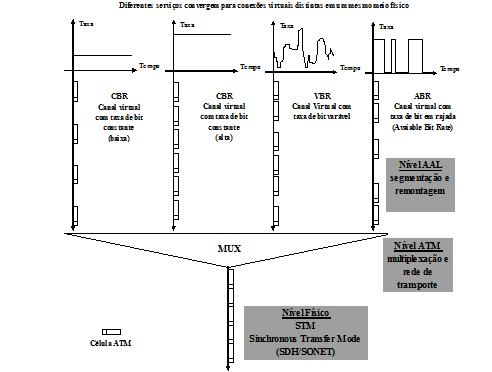 Diferentes serviços convergem para conexões virtuais distintas em um mesmo meio físico
Taxa
Taxa
Taxa
Taxa
Tempo
Tempo
Tempo
Tempo
CBR
Canal virtual
com taxa de bit
constante
(baixa)
CBR
Canal virtual
com taxa de bit
constante
(alta)
VBR
Canal Virtual com
taxa de bit varável
ABR
Canal virtual com
taxa de bit em rajada
(Avaiable Bit Rate)
Nível AAL
segmentação e
remontagem
MUX
Nível ATM
multiplexação e
rede de
transporte
Nível Físico
STM
Sinchronous Transfer Mode
(SDH/SONET)
Célula ATM